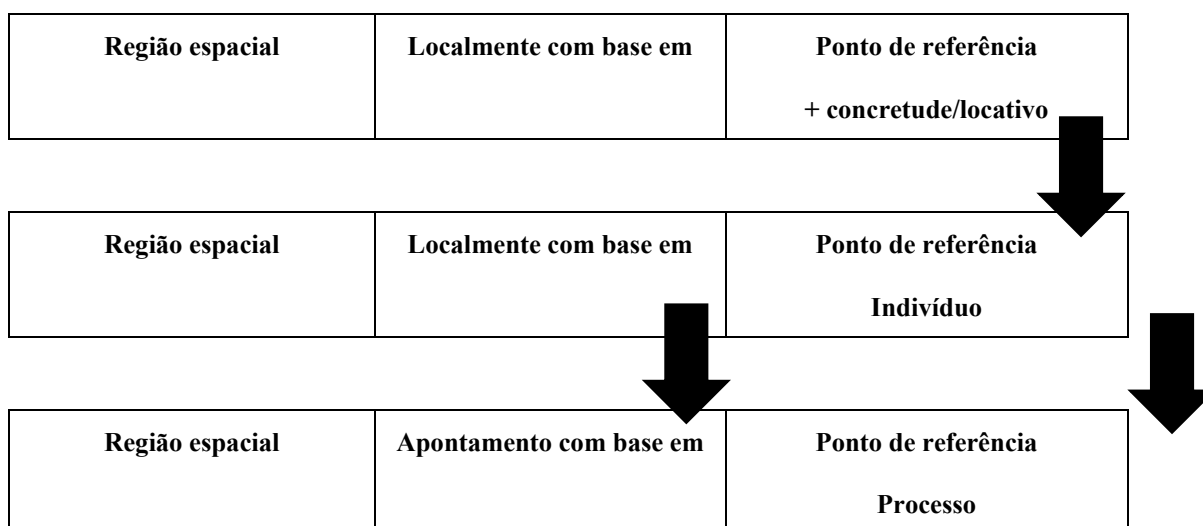 Região espacial Localmente com base em Ponto de referência
+ concretude/locativo
Região espacial Localmente com base em Ponto de referência
Indivíduo
Região espacial Apontamento com base em Ponto de referência
Processo